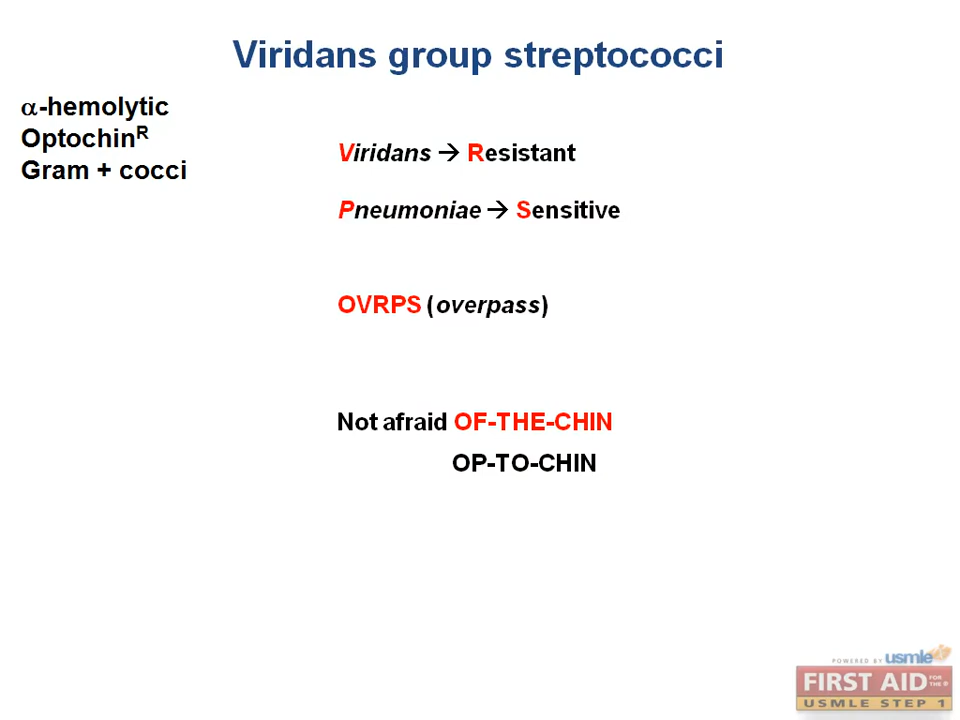 Viridans group streptococci
α-hemolytic
Optochinᴿ
Gram + cocci
Viridans → Resistant
Pneumoniae → Sensitive
OVRPS (overpass)
Not afraid OF-THE-CHIN
OP-TO-CHIN
POWERED BY usmle
FIRST AID FOR THE ®
USMLE STEP 1